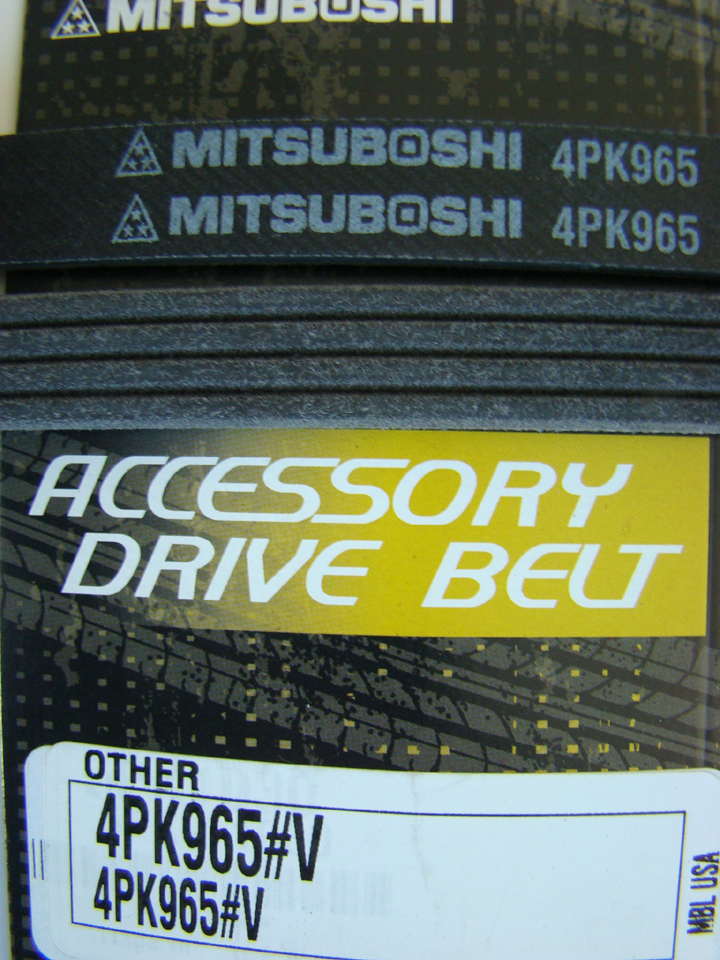 MITSUBOSHI
MITSUBOSHI 4PK965
MITSUBOSHI 4PK965
ACCESSORY
DRIVE BELT
OTHER
4PK965#V
4PK965#V
MBL USA